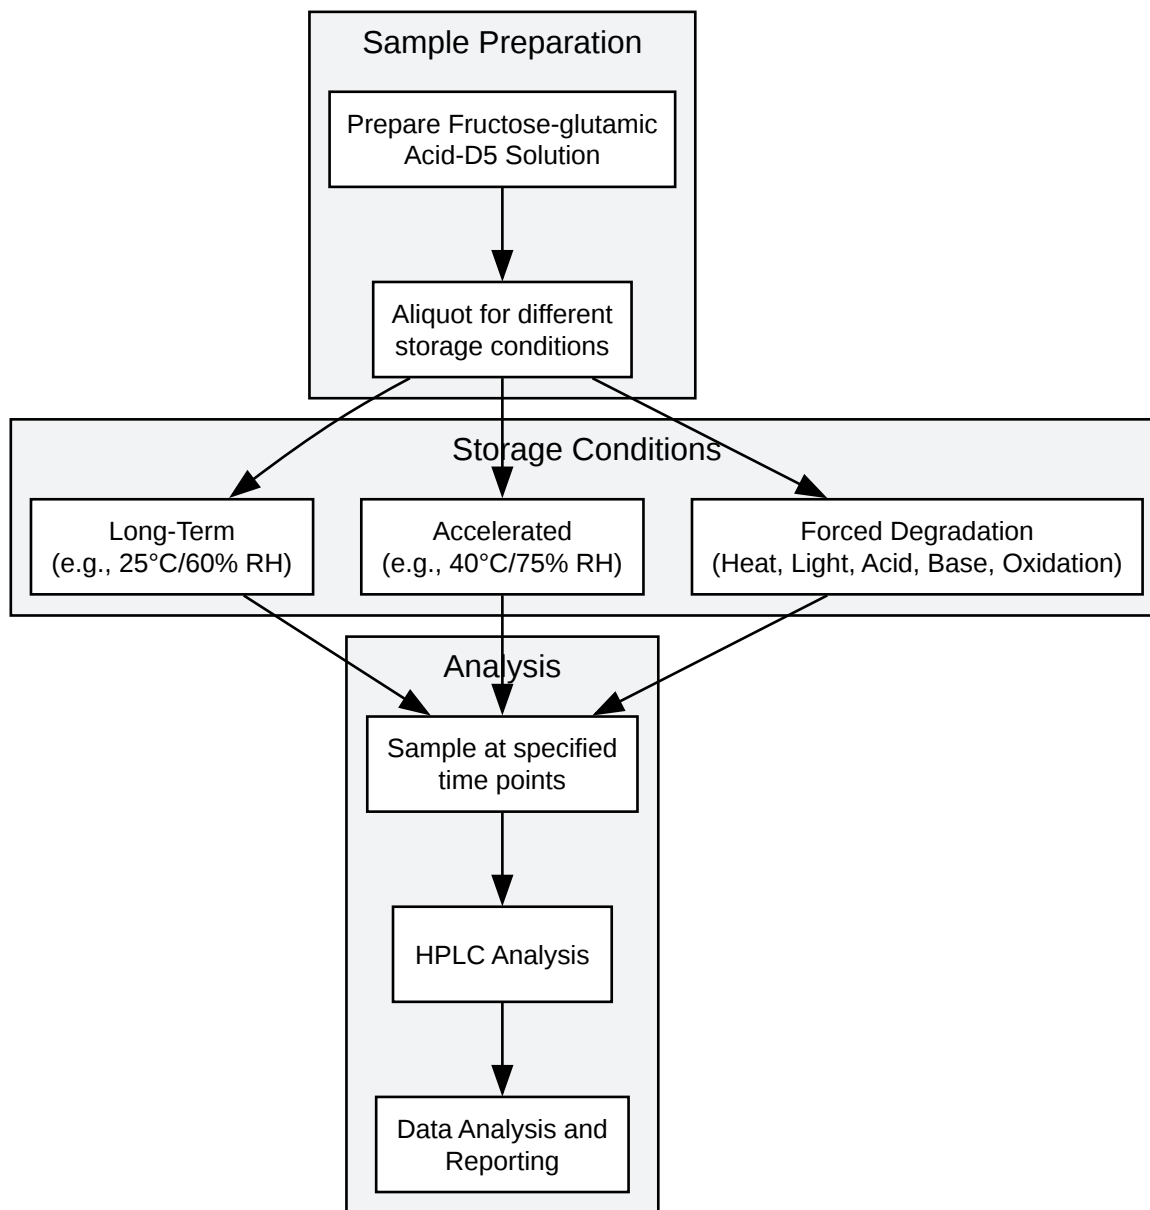 Sample Preparation
Prepare Fructose-glutamic
Acid-D5 Solution
Aliquot for different
storage conditions
Storage Conditions
Long-Term
(e.g., 25°C/60% RH)
Accelerated
(e.g., 40°C/75% RH)
Forced Degradation
(Heat, Light, Acid, Base, Oxidation)
Analysis
Sample at specified
time points
HPLC Analysis
Data Analysis and
Reporting